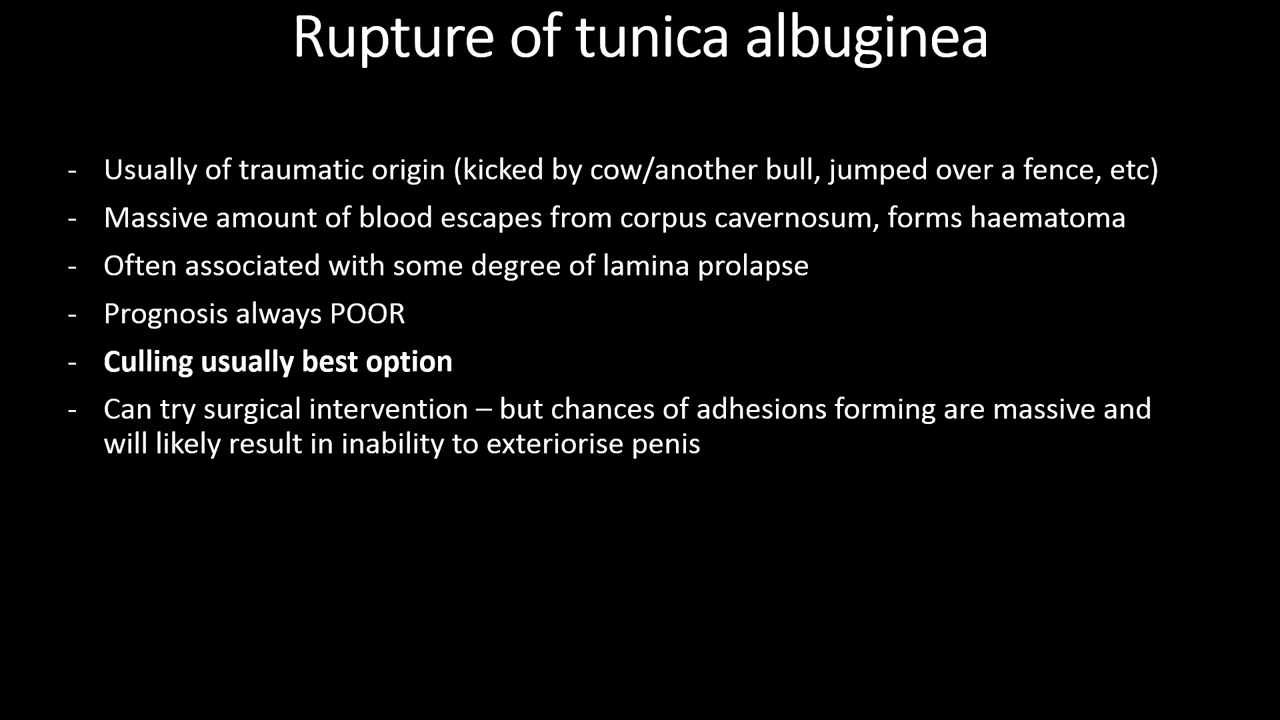 Rupture of tunica albuginea
- Usually of traumatic origin (kicked by cow/another bull, jumped over a fence, etc)
- Massive amount of blood escapes from corpus cavernosum, forms haematoma
- Often associated with some degree of lamina prolapse
- Prognosis always POOR
- Culling usually best option
- Can try surgical intervention – but chances of adhesions forming are massive and
will likely result in inability to exteriorise penis